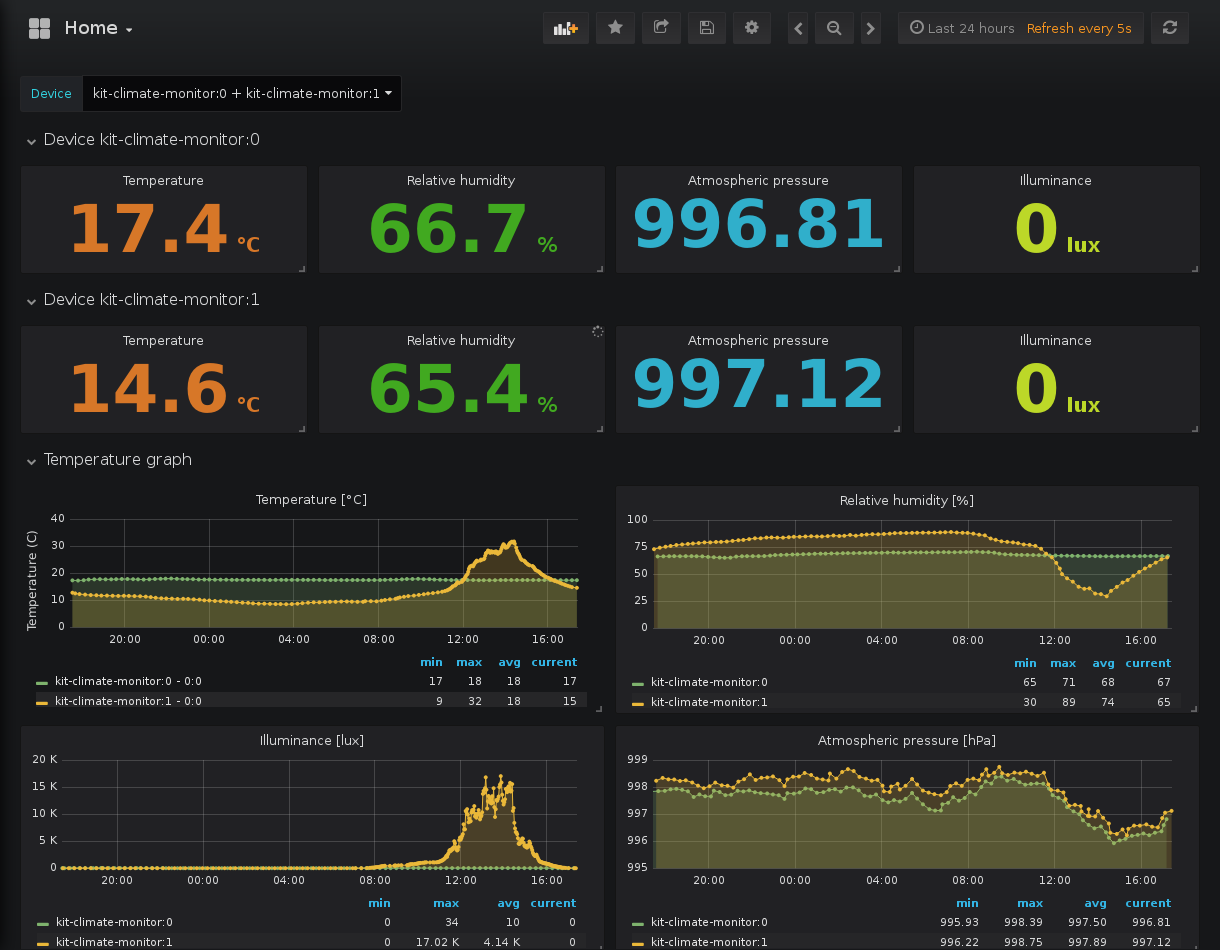 Home
Last 24 hours Refresh every 5s
Device kit-climate-monitor:0 + kit-climate-monitor:1
Device kit-climate-monitor:0
Temperature Relative humidity Atmospheric pressure Illuminance
17.4 °C 66.7 % 996.81 0 lux
Device kit-climate-monitor:1
Temperature Relative humidity Atmospheric pressure Illuminance
14.6 °C 65.4 % 997.12 0 lux
Temperature graph
Temperature [°C]
Temperature (C)
40
30
20
10
0
20:00 00:00 04:00 08:00 12:00 16:00
min max avg current
kit-climate-monitor:0 - 0:0 17 18 18 17
kit-climate-monitor:1 - 0:0 9 32 18 15
Relative humidity [%]
100
75
50
25
0
20:00 00:00 04:00 08:00 12:00 16:00
min max avg current
kit-climate-monitor:0 65 71 68 67
kit-climate-monitor:1 30 89 74 65
Illuminance [lux]
20 K
15 K
10 K
5 K
0
20:00 00:00 04:00 08:00 12:00 16:00
min max avg current
kit-climate-monitor:0 0 34 10 0
kit-climate-monitor:1 0 17.02 K 4.14 K 0
Atmospheric pressure [hPa]
999
998
997
996
995
20:00 00:00 04:00 08:00 12:00 16:00
min max avg current
kit-climate-monitor:0 995.93 998.39 997.50 996.81
kit-climate-monitor:1 996.22 998.75 997.89 997.12